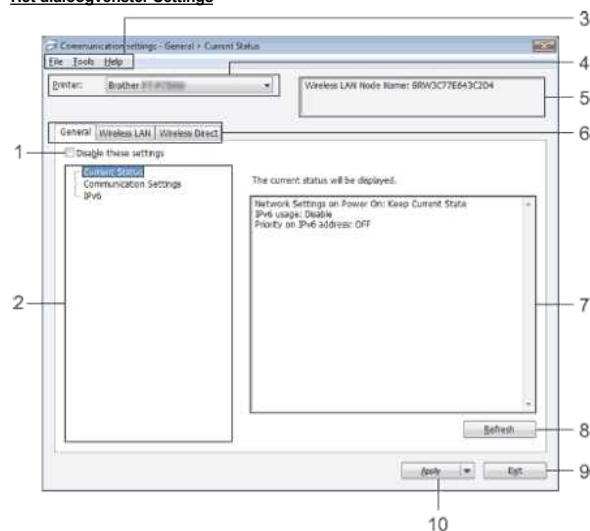 Het dialoogvenster Settings
3
Communication settings - General > Current Status
File Tools Help
4
Printer: Brother
Wireless LAN Node Name: BRW3C77E643C2D4
5
General Wireless LAN Wireless Direct
6
1
Disable these settings
Current Status
Communication Settings
IPv6
The current status will be displayed.
Network Settings on Power On: Keep Current State
IPv6 usage: Disable
Priority on IPv6 address: OFF
2
7
Refresh
8
Apply
Exit
9
10